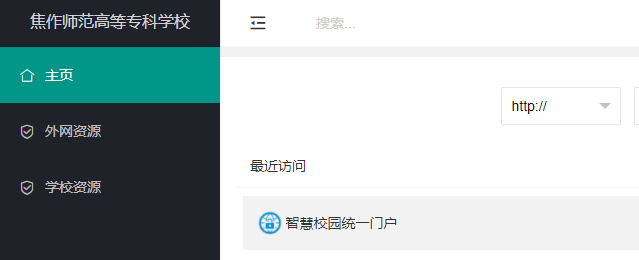 焦作师范高等专科学校
搜索...
主页
http://
外网资源
最近访问
学校资源
智慧校园统一门户